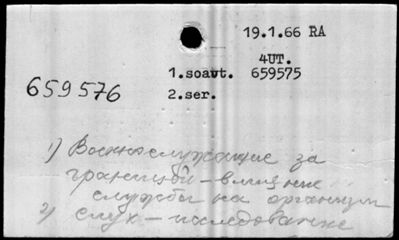 19.1.66 RA
4UT.
1.soavt. 659575
659576
2.ser.
1) Военнослужащие за
границей – влияние
службы на организм
2) слух – исследование